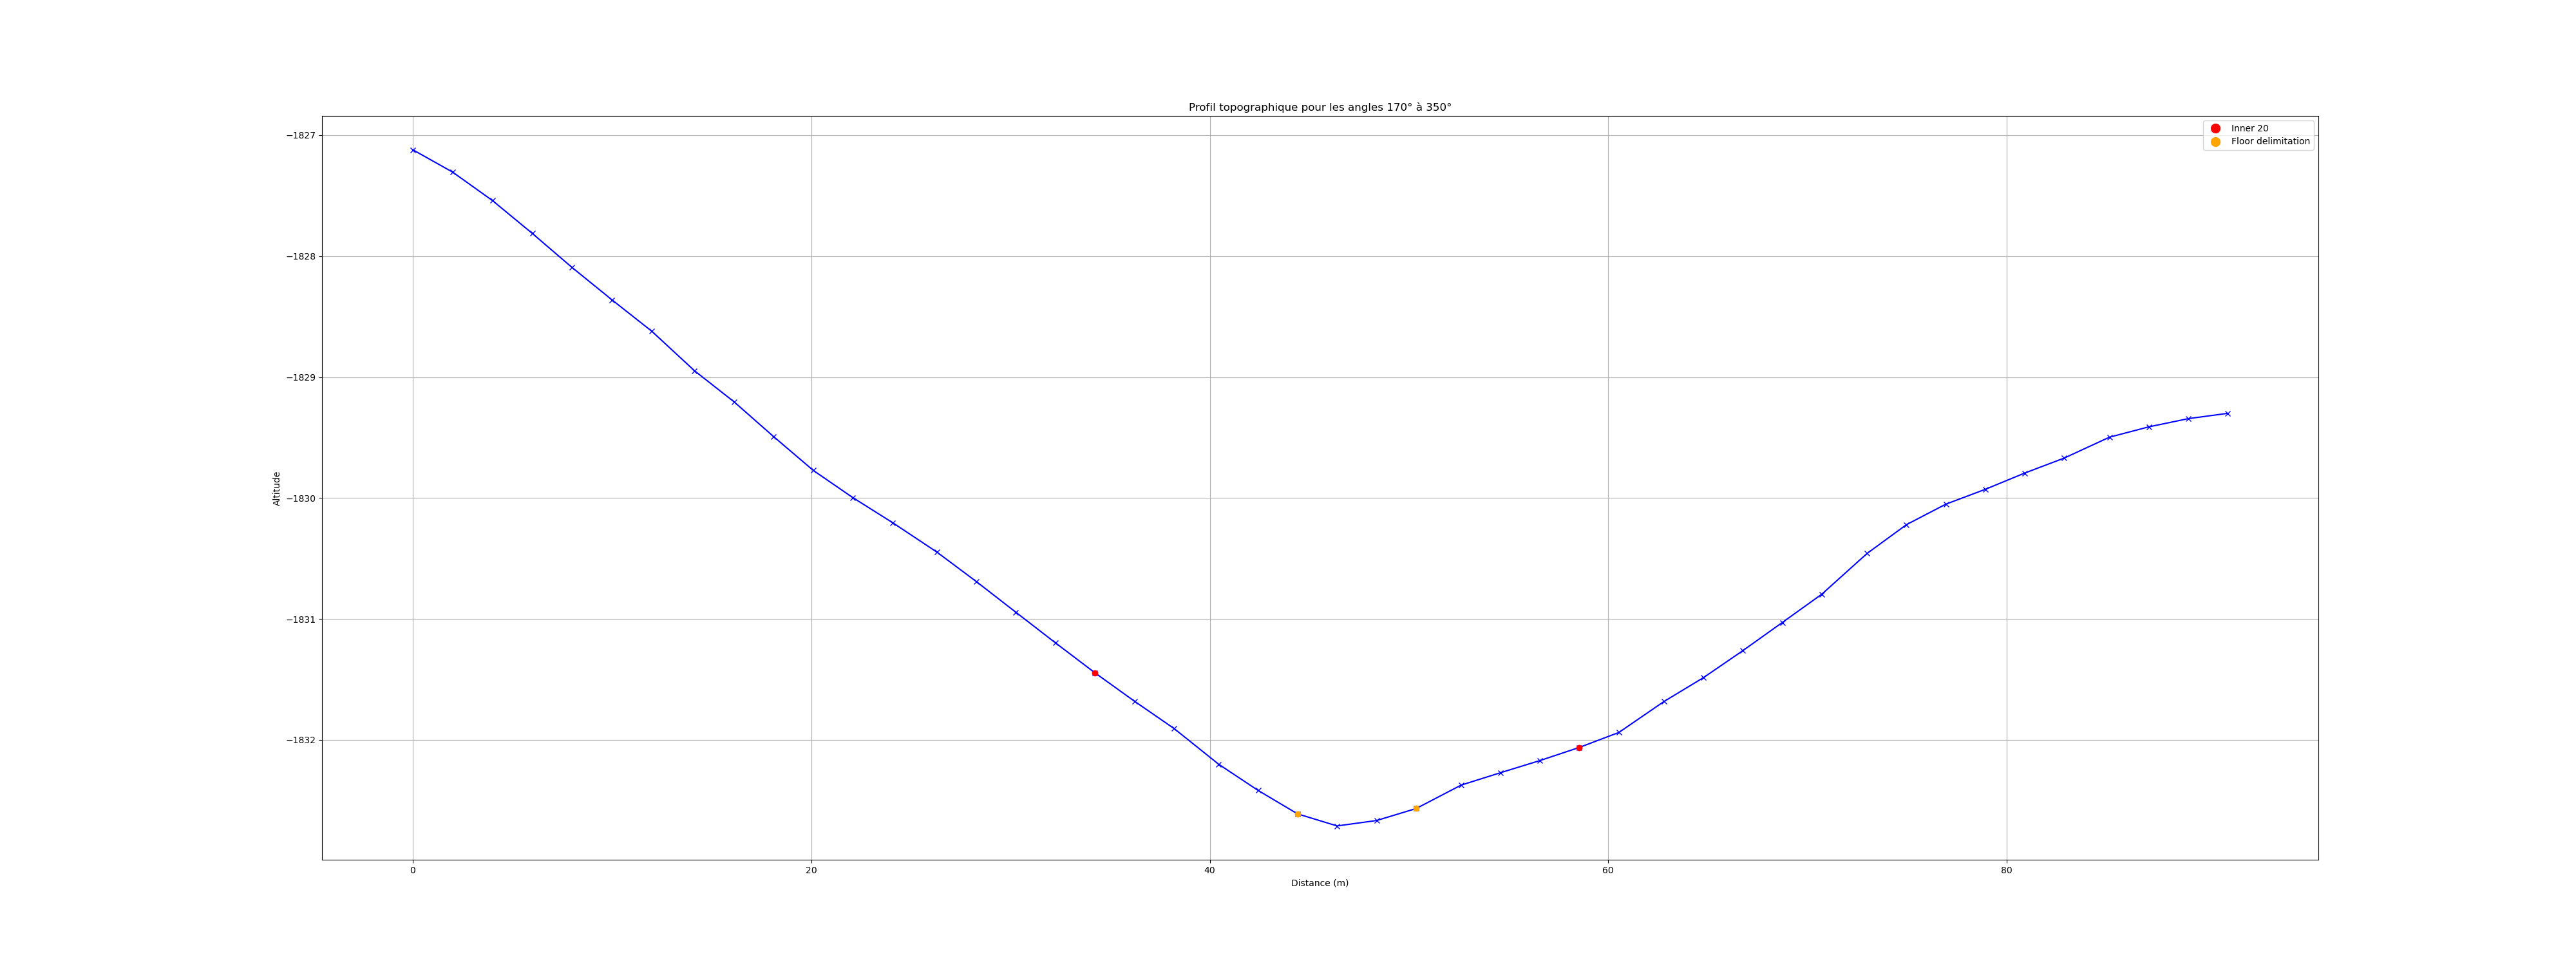 Profil topographique pour les angles 170° à 350°
Inner 20
Floor delimitation
−1827
−1828
−1829
−1830
−1831
−1832
Altitude
0
20
40
60
80
Distance (m)